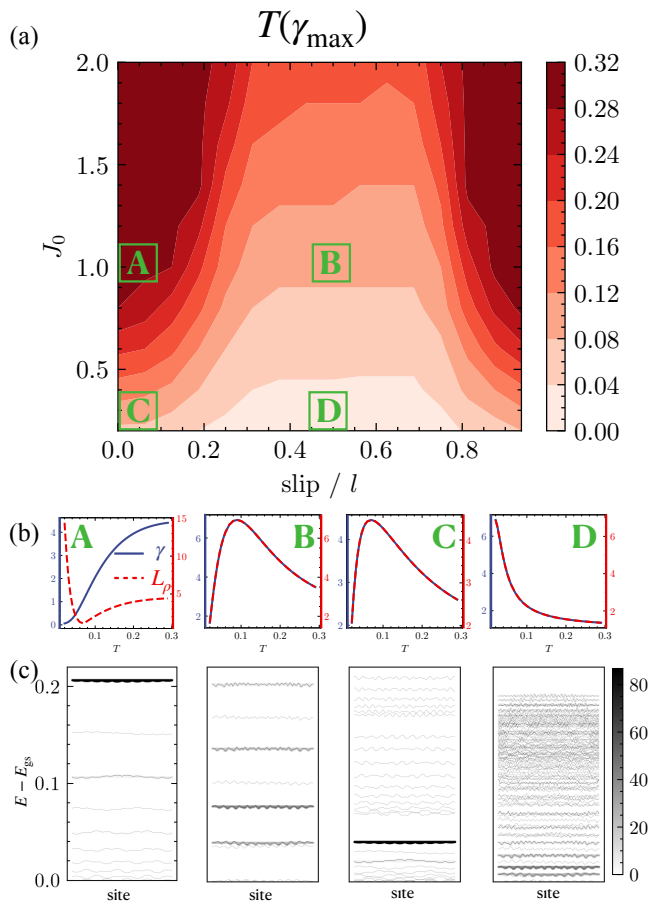 T(γmax)
(a)
2.0
1.5
1.0
0.5
J0
A
B
C
D
0.0 0.2 0.4 0.6 0.8
slip / l
0.32
0.28
0.24
0.20
0.16
0.12
0.08
0.04
0.00
(b)
A
γ
Lρ
4
3
2
1
0
15
10
5
0.1 0.2 0.3
T
B
6
4
2
6
4
2
0.1 0.2 0.3
T
C
4
3
2
4
3
2
0.1 0.2 0.3
T
D
6
4
2
6
4
2
0.1 0.2 0.3
T
(c)
0.2
0.1
0.0
E − Egs
site
site
site
site
80
60
40
20
0